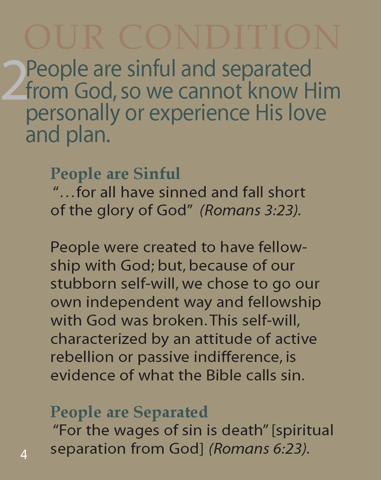 OUR CONDITION
2
People are sinful and separated
from God, so we cannot know Him
personally or experience His love
and plan.
People are Sinful
“…for all have sinned and fall short
of the glory of God” (Romans 3:23).
People were created to have fellow-
ship with God; but, because of our
stubborn self-will, we chose to go our
own independent way and fellowship
with God was broken. This self-will,
characterized by an attitude of active
rebellion or passive indifference, is
evidence of what the Bible calls sin.
People are Separated
“For the wages of sin is death” [spiritual
separation from God] (Romans 6:23).
4